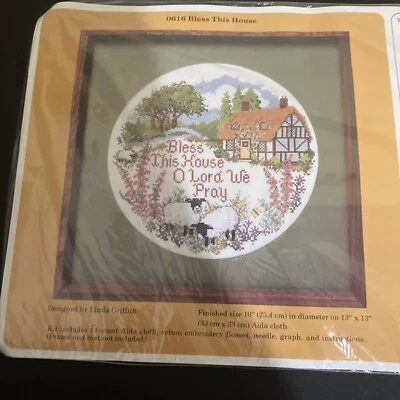 0616 Bless This House
Bless
This House
O Lord We
Pray
Designed by Linda Griffith
Finished size 10" (25.4 cm) in diameter on 13" x 13"
(33 cm x 33 cm) Aida cloth
Kit includes 14-count Aida cloth, cotton embroidery flosses, needle, graph, and instructions.
(Frame and mat not included.)